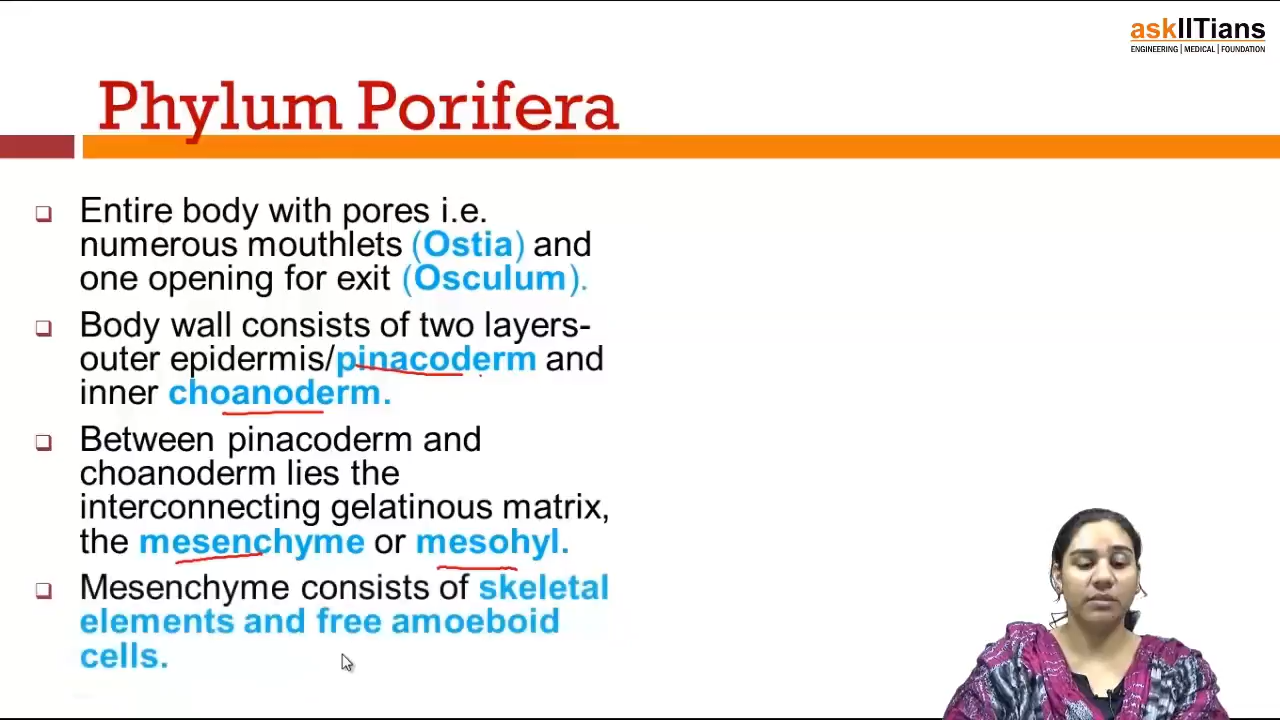 askIITians
ENGINEERING | MEDICAL | FOUNDATION
Phylum Porifera
Entire body with pores i.e.
numerous mouthlets (Ostia) and
one opening for exit (Osculum).
Body wall consists of two layers-
outer epidermis/pinacoderm and
inner choanoderm.
Between pinacoderm and
choanoderm lies the
interconnecting gelatinous matrix,
the mesenchyme or mesohyl.
Mesenchyme consists of skeletal
elements and free amoeboid
cells.